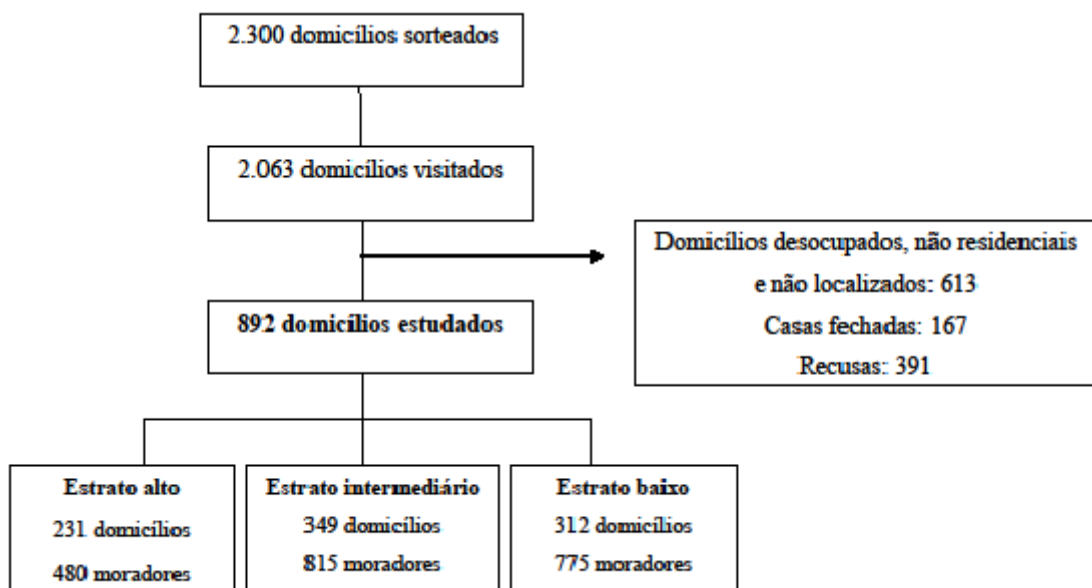 2.300 domicílios sorteados
2.063 domicílios visitados
Domicílios desocupados, não residenciais
e não localizados: 613
Casas fechadas: 167
Recusas: 391
892 domicílios estudados
Estrato alto
231 domicílios
480 moradores
Estrato intermediário
349 domicílios
815 moradores
Estrato baixo
312 domicílios
775 moradores